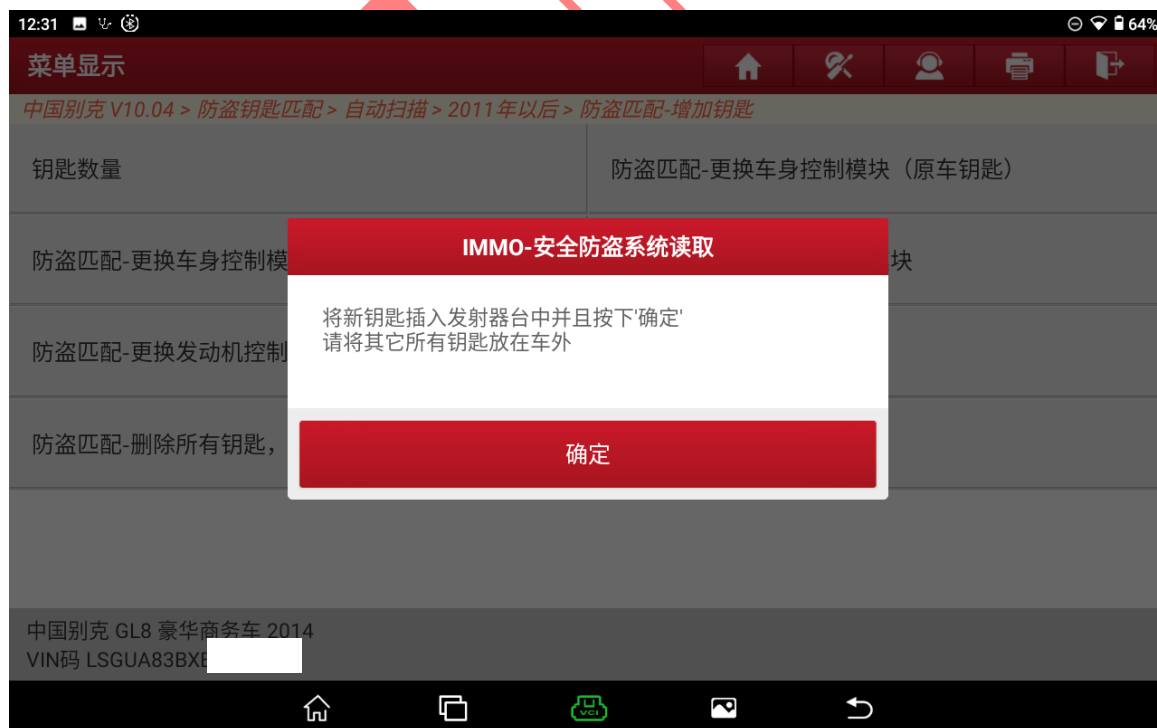 12:31
64%
菜单显示
中国别克 V10.04 > 防盗钥匙匹配 > 自动扫描 > 2011年以后 > 防盗匹配-增加钥匙
钥匙数量
防盗匹配-更换车身控制模块（原车钥匙）
防盗匹配-更换车身控制模
块
防盗匹配-更换发动机控制
防盗匹配-删除所有钥匙，
IMMO-安全防盗系统读取
将新钥匙插入发射器台中并且按下'确定'
请将其它所有钥匙放在车外
确定
中国别克 GL8 豪华商务车 2014
VIN码 LSGUA83BX
VCI